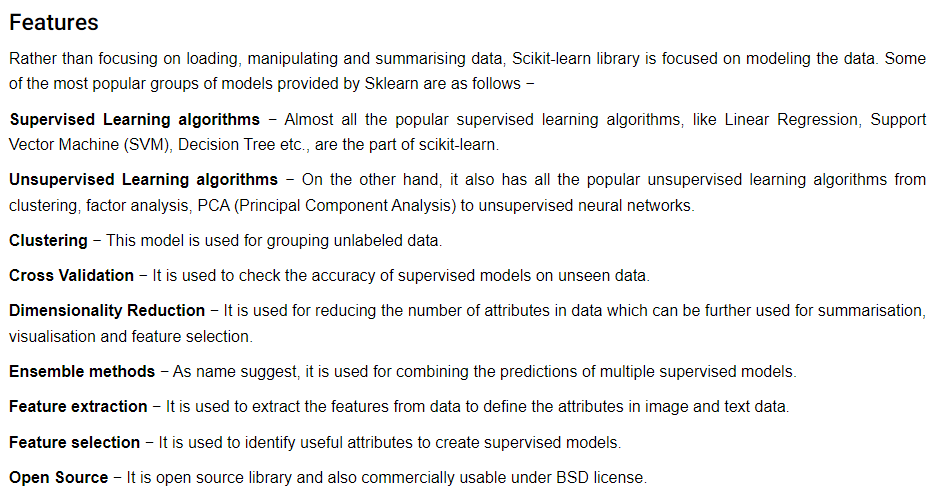 Features
Rather than focusing on loading, manipulating and summarising data, Scikit-learn library is focused on modeling the data. Some
of the most popular groups of models provided by Sklearn are as follows −
Supervised Learning algorithms − Almost all the popular supervised learning algorithms, like Linear Regression, Support
Vector Machine (SVM), Decision Tree etc., are the part of scikit-learn.
Unsupervised Learning algorithms − On the other hand, it also has all the popular unsupervised learning algorithms from
clustering, factor analysis, PCA (Principal Component Analysis) to unsupervised neural networks.
Clustering − This model is used for grouping unlabeled data.
Cross Validation − It is used to check the accuracy of supervised models on unseen data.
Dimensionality Reduction − It is used for reducing the number of attributes in data which can be further used for summarisation,
visualisation and feature selection.
Ensemble methods − As name suggest, it is used for combining the predictions of multiple supervised models.
Feature extraction − It is used to extract the features from data to define the attributes in image and text data.
Feature selection − It is used to identify useful attributes to create supervised models.
Open Source − It is open source library and also commercially usable under BSD license.